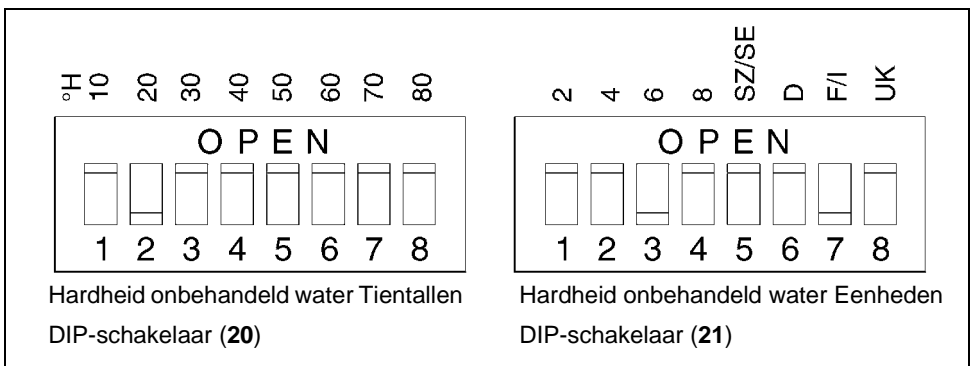 °H 10 20 30 40 50 60 70 80
OPEN
1 2 3 4 5 6 7 8
Hardheid onbehandeld water Tientallen
DIP-schakelaar (20)
2 4 6 8 SZ/SE D F/I UK
OPEN
1 2 3 4 5 6 7 8
Hardheid onbehandeld water Eenheden
DIP-schakelaar (21)